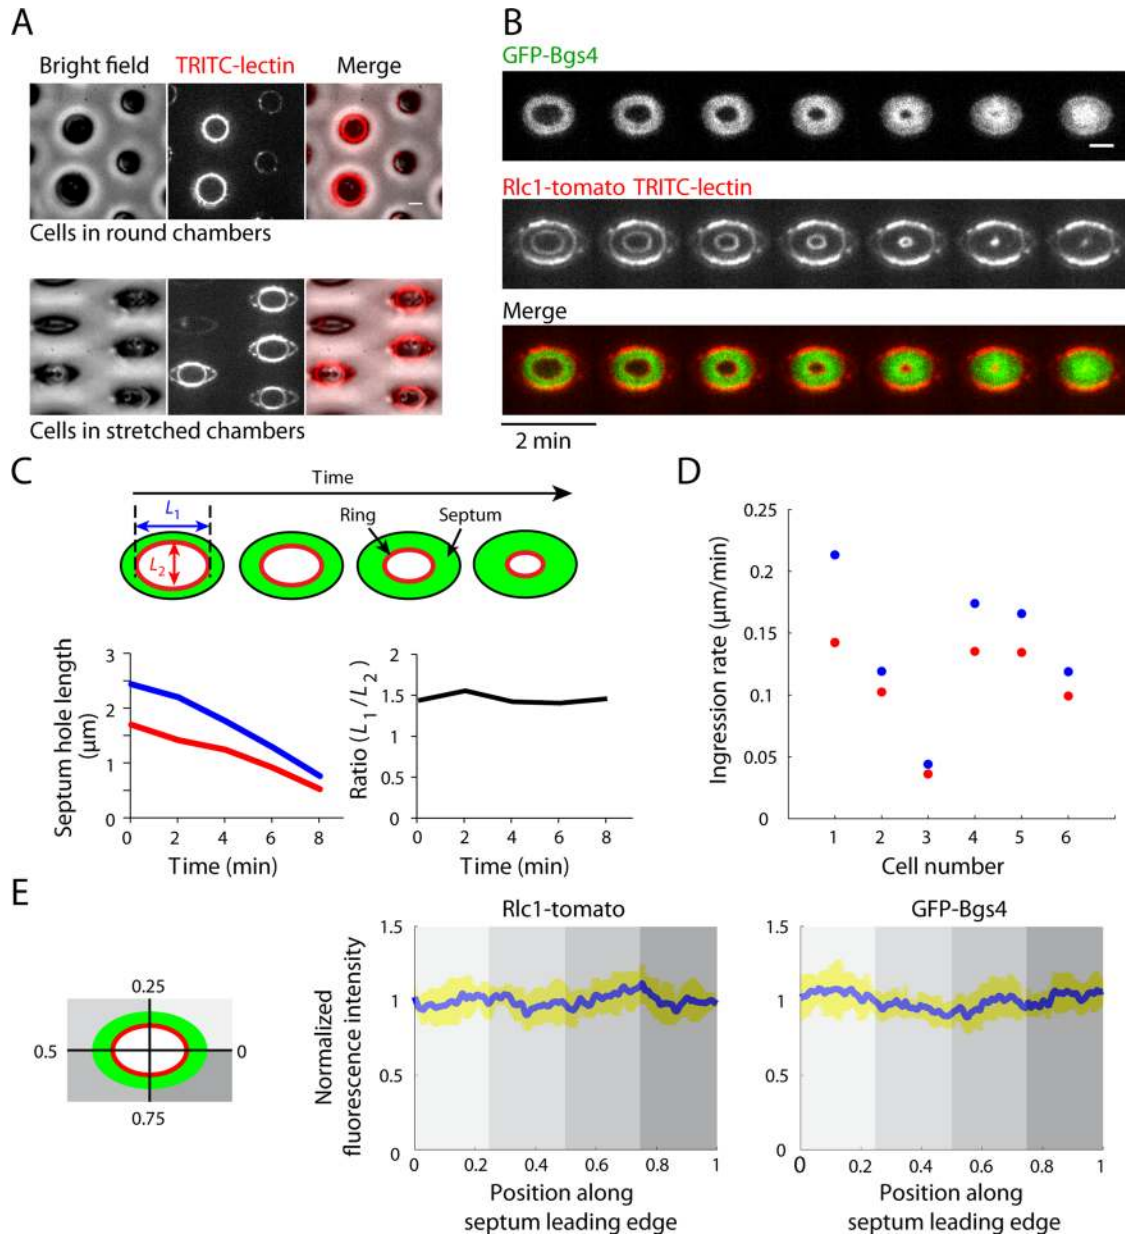 A
Bright field TRITC-lectin Merge
Cells in round chambers
Cells in stretched chambers
B
GFP-Bgs4
Rlc1-tomato TRITC-lectin
Merge
2 min
C
Time
L1
L2
Ring
Septum
Septum hole length
(μm)
3
2
1
0
0 2 4 6 8
Time (min)
Ratio (L1/L2)
2
1.5
1
0.5
0
0 2 4 6 8
Time (min)
D
Ingression rate (μm/min)
0.25
0.2
0.15
0.1
0.05
0
1 2 3 4 5 6
Cell number
E
0.25
0.5
0
0.75
Rlc1-tomato
Normalized
fluorescence intensity
1.5
1
0.5
0
0 0.2 0.4 0.6 0.8 1
Position along
septum leading edge
GFP-Bgs4
1.5
1
0.5
0
0 0.2 0.4 0.6 0.8 1
Position along
septum leading edge